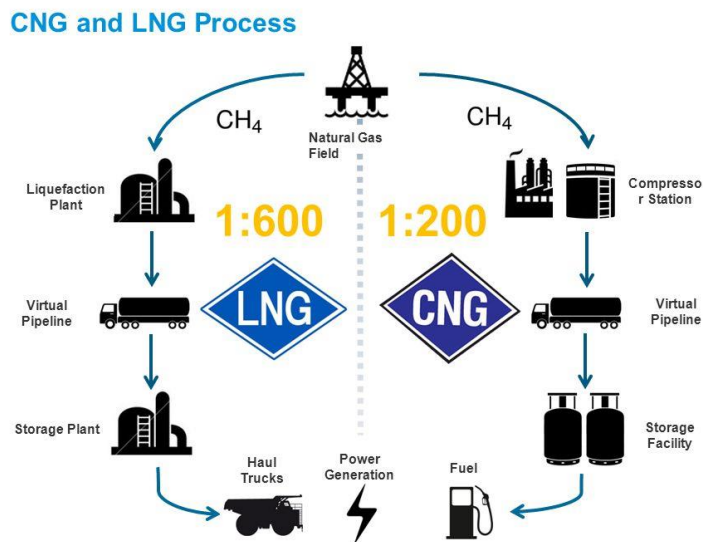 CNG and LNG Process
CH4
CH4
Natural Gas
Field
Liquefaction
Plant
Compresso
r Station
1:600
1:200
LNG
CNG
Virtual
Pipeline
Virtual
Pipeline
Storage Plant
Storage
Facility
Haul
Trucks
Power
Generation
Fuel